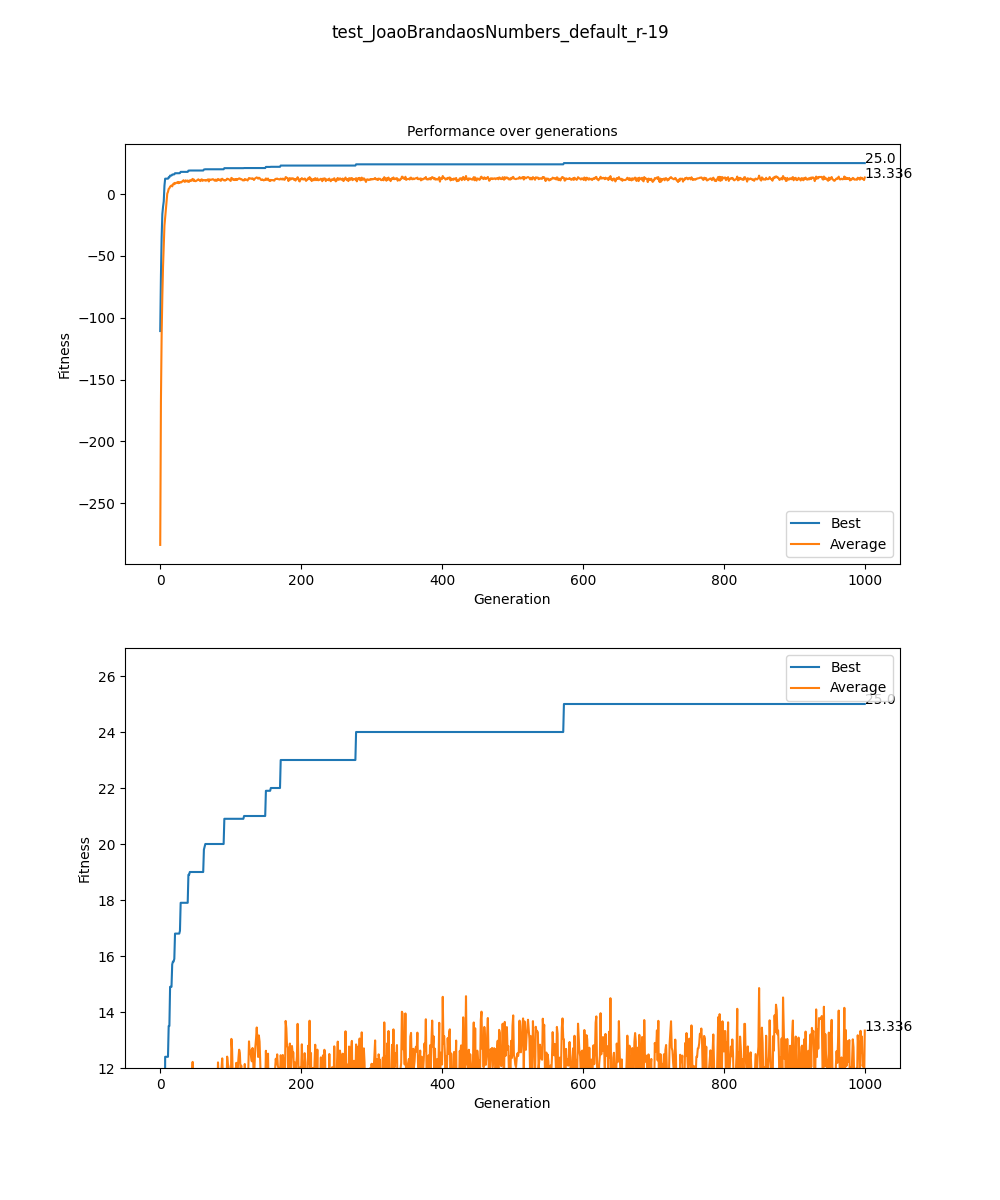 test_JoaoBrandaosNumbers_default_r-19
Performance over generations
Fitness
0
−50
−100
−150
−200
−250
25.0
13.336
Best
Average
0 200 400 600 800 1000
Generation
Fitness
26
24
22
20
18
16
14
12
Best
Average
25.0
13.336
0 200 400 600 800 1000
Generation